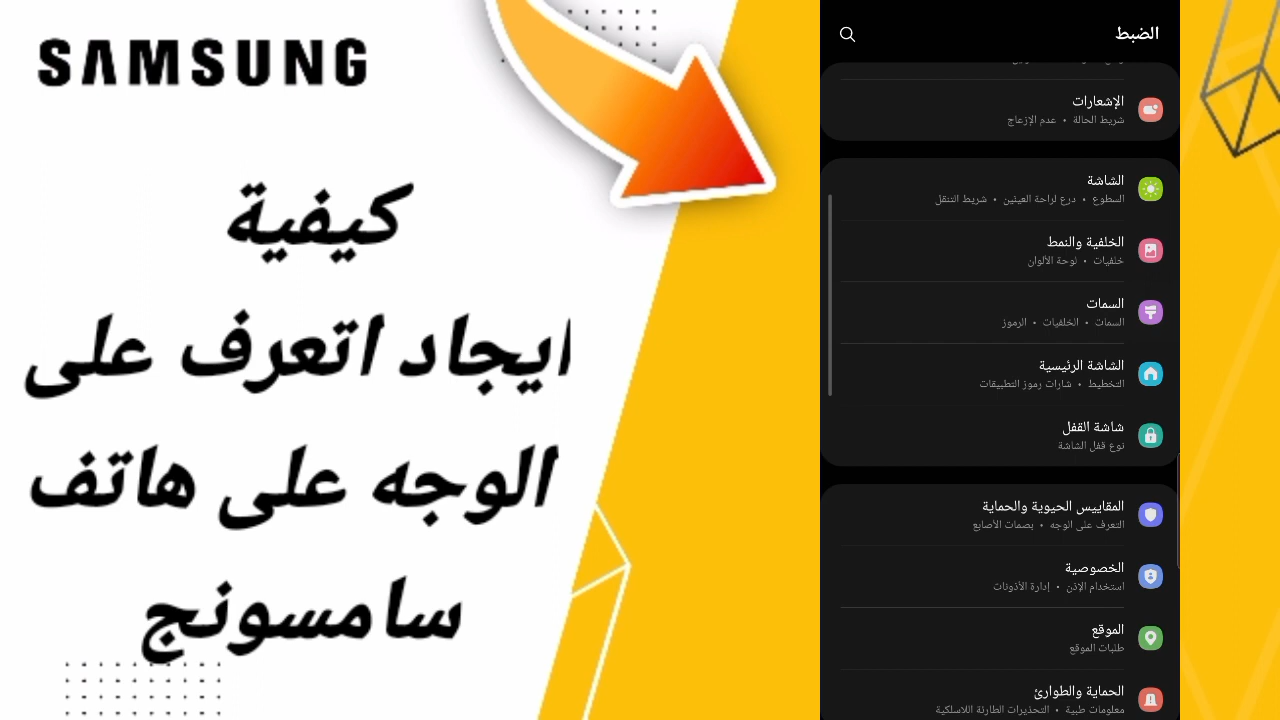 SAMSUNG
كيفية
ايجاد اتعرف على
الوجه على هاتف
سامسونج
الضبط
الإشعارات
شريط الحالة • عدم الإزعاج
الشاشة
السطوع • درع لراحة العينين • شريط التنقل
الخلفية والنمط
خلفيات • لوحة الألوان
السمات
السمات • الخلفيات • الرموز
الشاشة الرئيسية
التخطيط • شارات رموز التطبيقات
شاشة القفل
نوع قفل الشاشة
المقاييس الحيوية والحماية
التعرف على الوجه • بصمات الأصابع
الخصوصية
استخدام الإذن • إدارة الأذونات
الموقع
طلبات الموقع
الحماية والطوارئ
معلومات طبية • التحذيرات الطارئة اللاسلكية